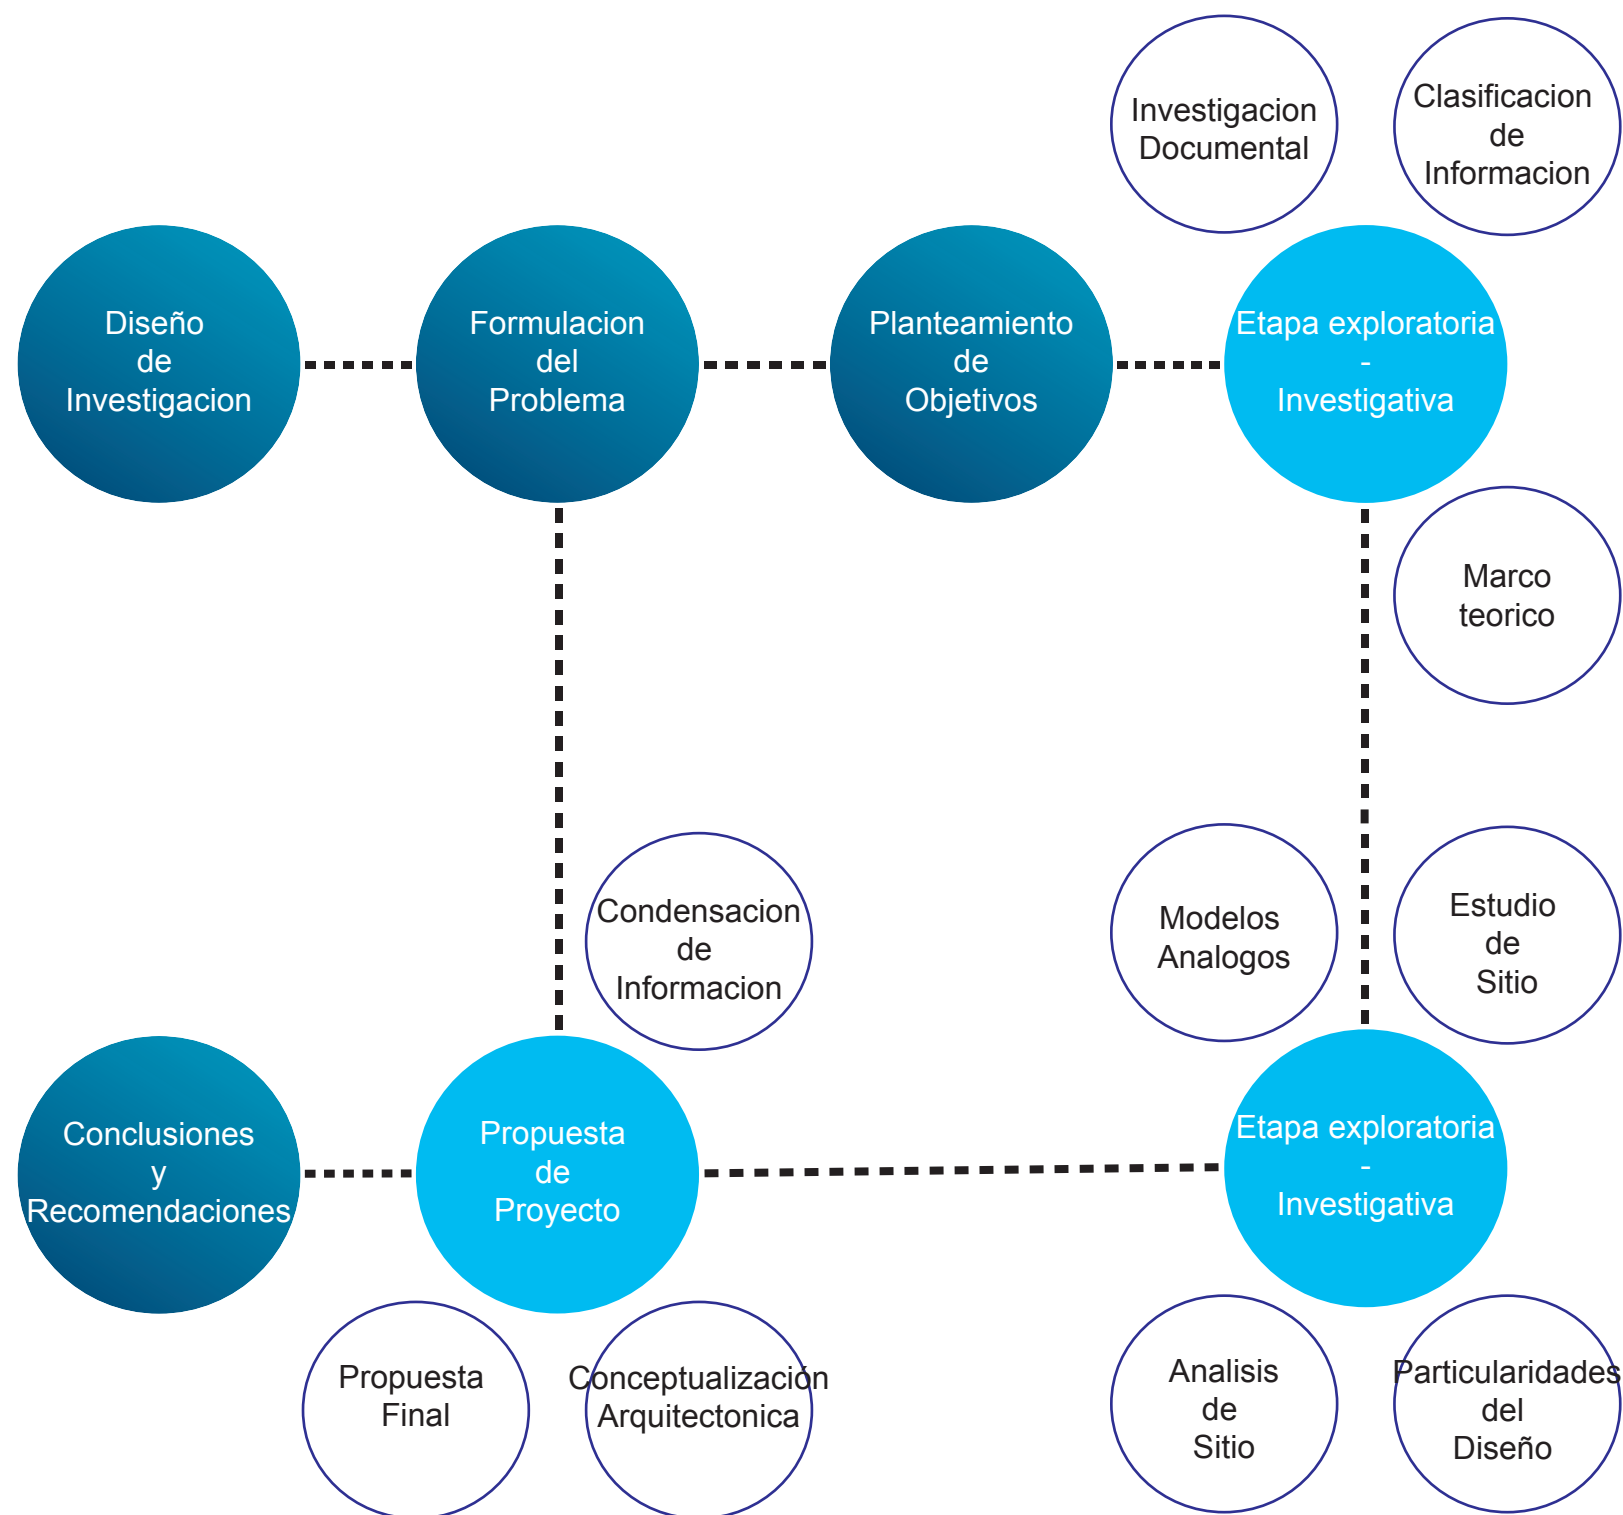 Investigacion
Documental
Clasificacion
de
Informacion
Diseño
de
Investigacion
Formulacion
del
Problema
Planteamiento
de
Objetivos
Etapa exploratoria
-
Investigativa
Marco
teorico
Condensacion
de
Informacion
Modelos
Analogos
Estudio
de
Sitio
Conclusiones
y
Recomendaciones
Propuesta
de
Proyecto
Etapa exploratoria
-
Investigativa
Propuesta
Final
Conceptualización
Arquitectonica
Analisis
de
Sitio
Particularidades
del
Diseño